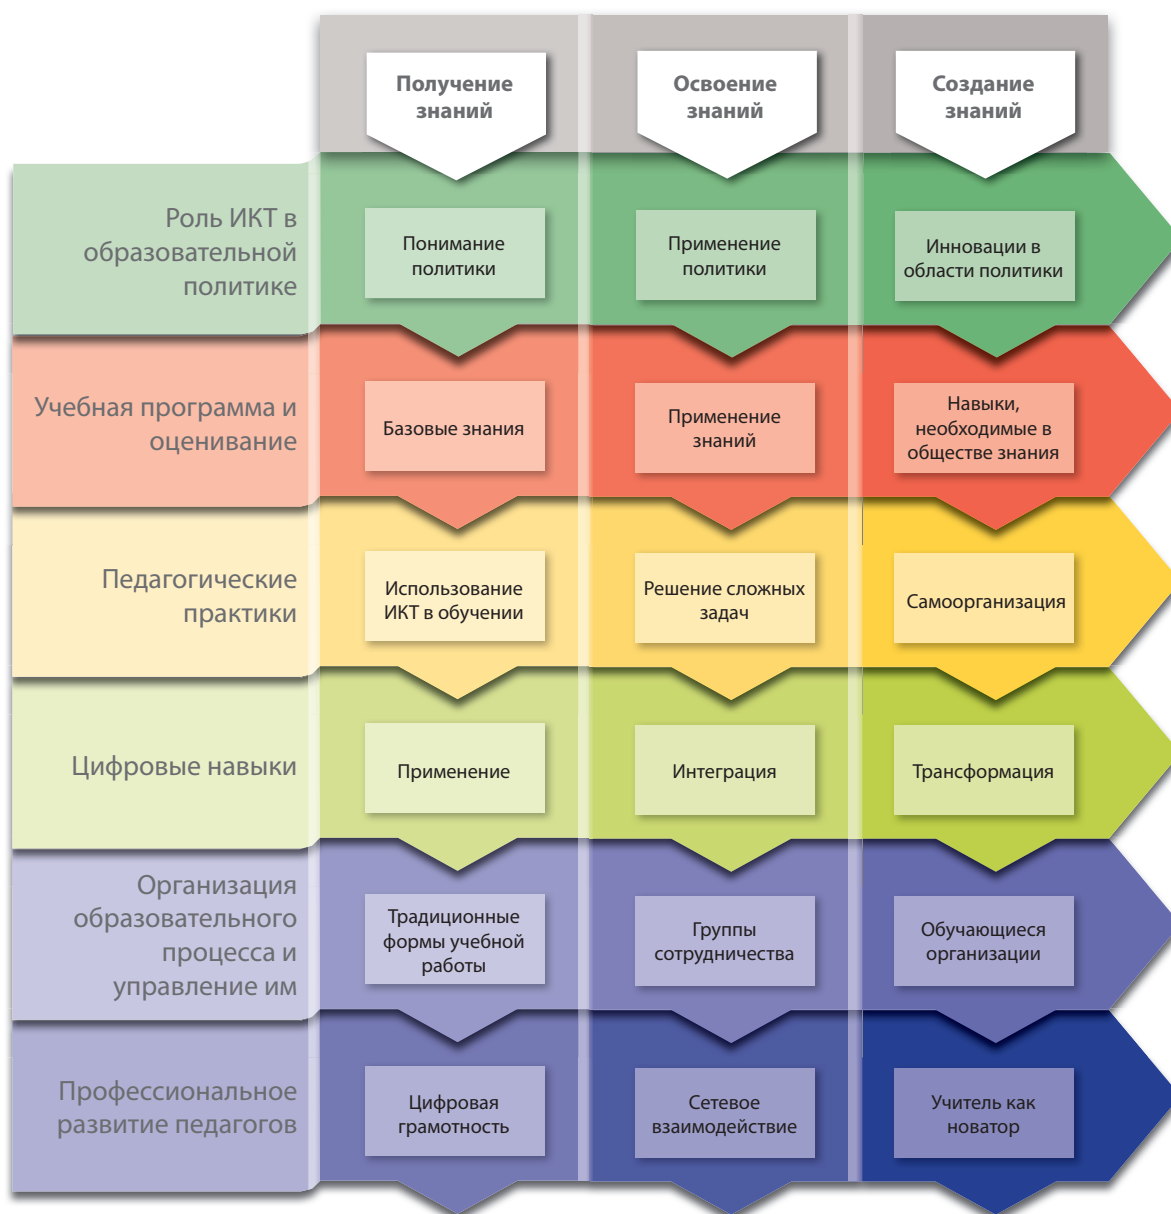 Получение
знаний
Освоение
знаний
Создание
знаний
Роль ИКТ в
образовательной
политике
Понимание
политики
Применение
политики
Инновации в
области политики
Учебная программа и
оценивание
Базовые знания
Применение
знаний
Навыки,
необходимые в
обществе знания
Педагогические
практики
Использование
ИКТ в обучении
Решение сложных
задач
Самоорганизация
Цифровые навыки
Применение
Интеграция
Трансформация
Организация
образовательного
процесса и
управление им
Традиционные
формы учебной
работы
Группы
сотрудничества
Обучающиеся
организации
Профессиональное
развитие педагогов
Цифровая
грамотность
Сетевое
взаимодействие
Учитель как
новатор